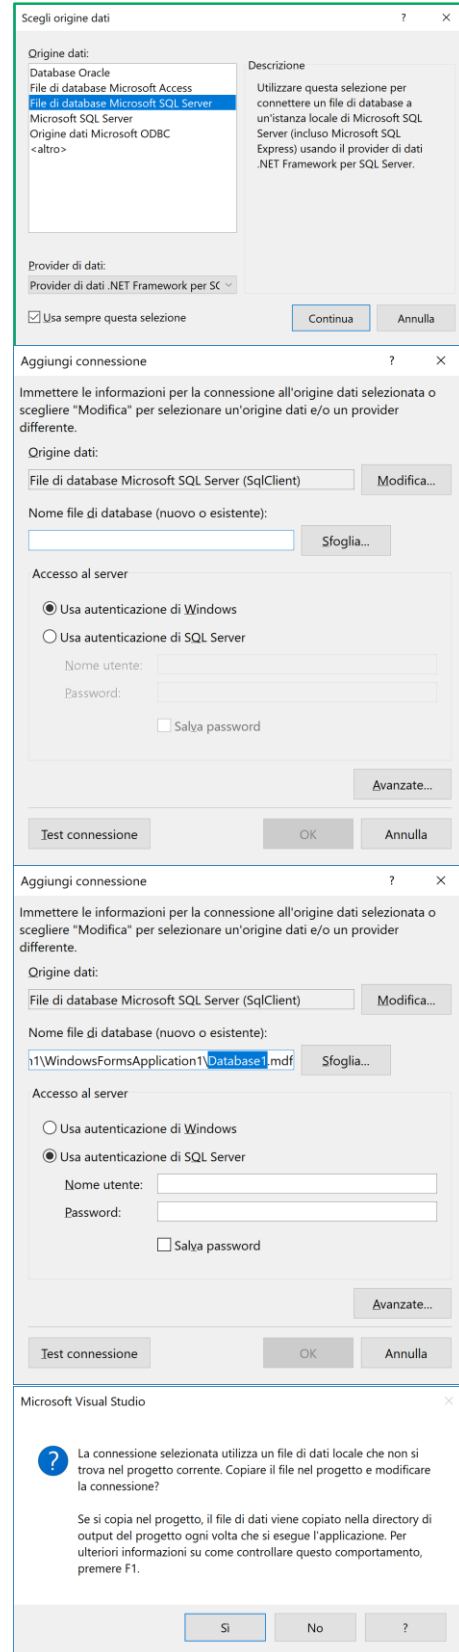 Scegli origine dati ? ×
Origine dati:
Database Oracle
File di database Microsoft Access
File di database Microsoft SQL Server
Microsoft SQL Server
Origine dati Microsoft ODBC
<altro>
Descrizione
Utilizzare questa selezione per
connettere un file di database a
un'istanza locale di Microsoft SQL
Server (incluso Microsoft SQL
Express) usando il provider di dati
.NET Framework per SQL Server.
Provider di dati:
Provider di dati .NET Framework per SC
Usa sempre questa selezione
Continua
Annulla
Aggiungi connessione ? ×
Immettere le informazioni per la connessione all'origine dati selezionata o
scegliere "Modifica" per selezionare un'origine dati e/o un provider
differente.
Origine dati:
File di database Microsoft SQL Server (SqlClient)
Modifica...
Nome file di database (nuovo o esistente):
Sfoglia...
Accesso al server
Usa autenticazione di Windows
Usa autenticazione di SQL Server
Nome utente:
Password:
Salva password
Avanzate...
Test connessione
OK
Annulla
Aggiungi connessione ? ×
Immettere le informazioni per la connessione all'origine dati selezionata o
scegliere "Modifica" per selezionare un'origine dati e/o un provider
differente.
Origine dati:
File di database Microsoft SQL Server (SqlClient)
Modifica...
Nome file di database (nuovo o esistente):
ı1\WindowsFormsApplication1\Database1.mdf
Sfoglia...
Accesso al server
Usa autenticazione di Windows
Usa autenticazione di SQL Server
Nome utente:
Password:
Salva password
Avanzate...
Test connessione
OK
Annulla
Microsoft Visual Studio ×
La connessione selezionata utilizza un file di dati locale che non si
trova nel progetto corrente. Copiare il file nel progetto e modificare
la connessione?
Se si copia nel progetto, il file di dati viene copiato nella directory di
output del progetto ogni volta che si esegue l'applicazione. Per
ulteriori informazioni su come controllare questo comportamento,
premere F1.
Sì
No
?